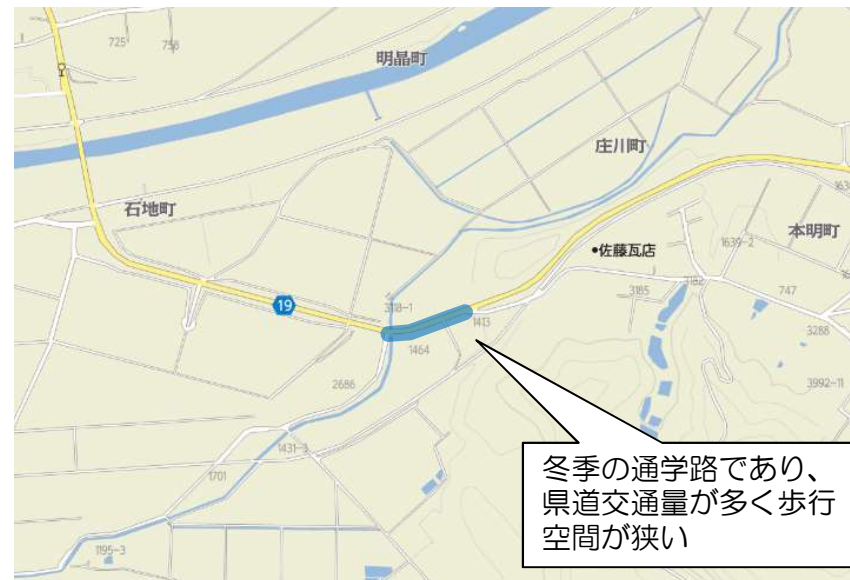 725
758
明晶町
庄川町
163
石地町
本明町
•佐藤瓦店
1639-2
3182
3185
747
16
19
3118-1
1413
3288
1464
2686
3992-11
1431-3
1701
1195-3
冬季の通学路であり、
県道交通量が多く歩行
空間が狭い